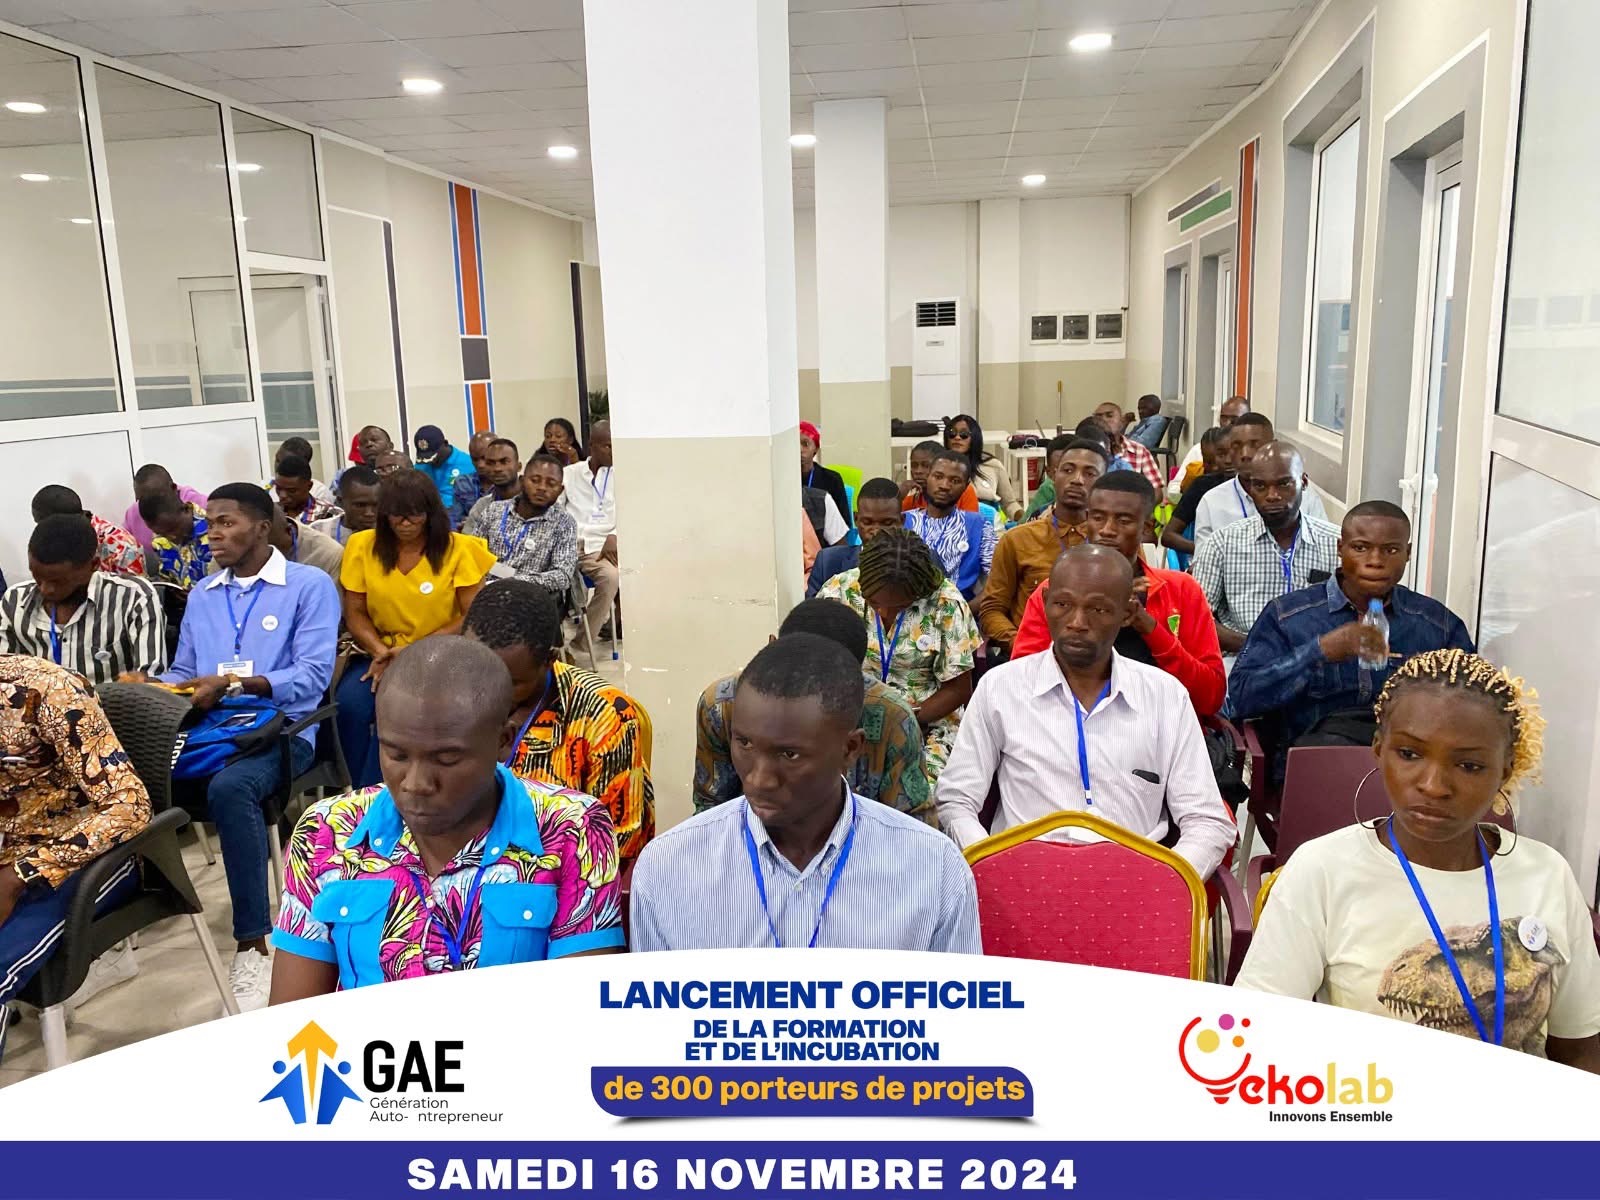 LANCEMENT OFFICIEL
DE LA FORMATION
ET DE L'INCUBATION
de 300 porteurs de projets
GAE
Génération
Auto- ntrepreneur
ekolab
Innovons Ensemble
SAMEDI 16 NOVEMBRE 2024